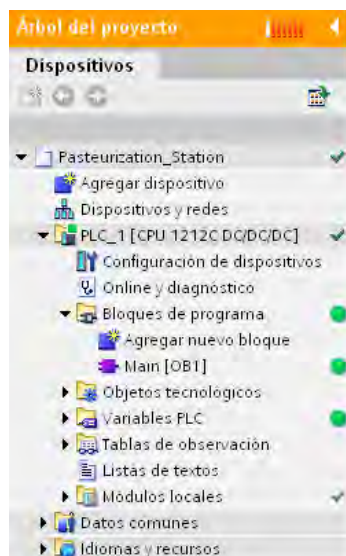 Árbol del proyecto
Dispositivos
Pasteurization_Station
Agregar dispositivo
Dispositivos y redes
PLC_1 [CPU 1212C DC/DC/DC]
Configuración de dispositivos
Online y diagnóstico
Bloques de programa
Agregar nuevo bloque
Main [OB1]
Objetos tecnológicos
Variables PLC
Tablas de observación
Listas de textos
Módulos locales
Datos comunes
Idiomas y recursos